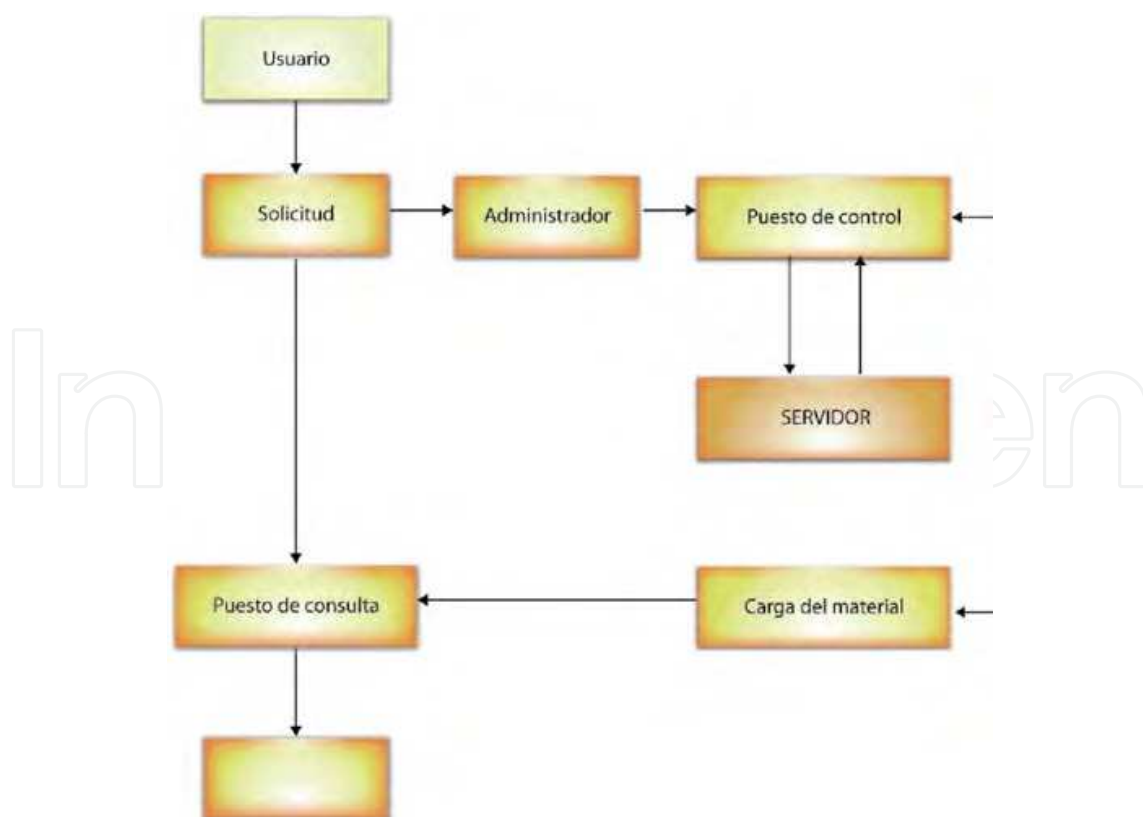 Usuario
Solicitud
Administrador
Puesto de control
SERVIDOR
Puesto de consulta
Carga del material